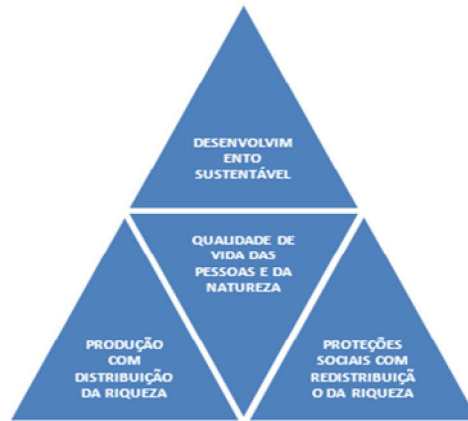 DESENVOLVIM
ENTO
SUSTENTÁVEL
QUALIDADE DE
VIDA DAS
PESSOAS E DA
NATUREZA
PRODUÇÃO
COM
DISTRIBUIÇÃO
DA RIQUEZA
PROTEÇÕES
SOCIAIS COM
REDISTRIBUIÇÃ
O DA RIQUEZA